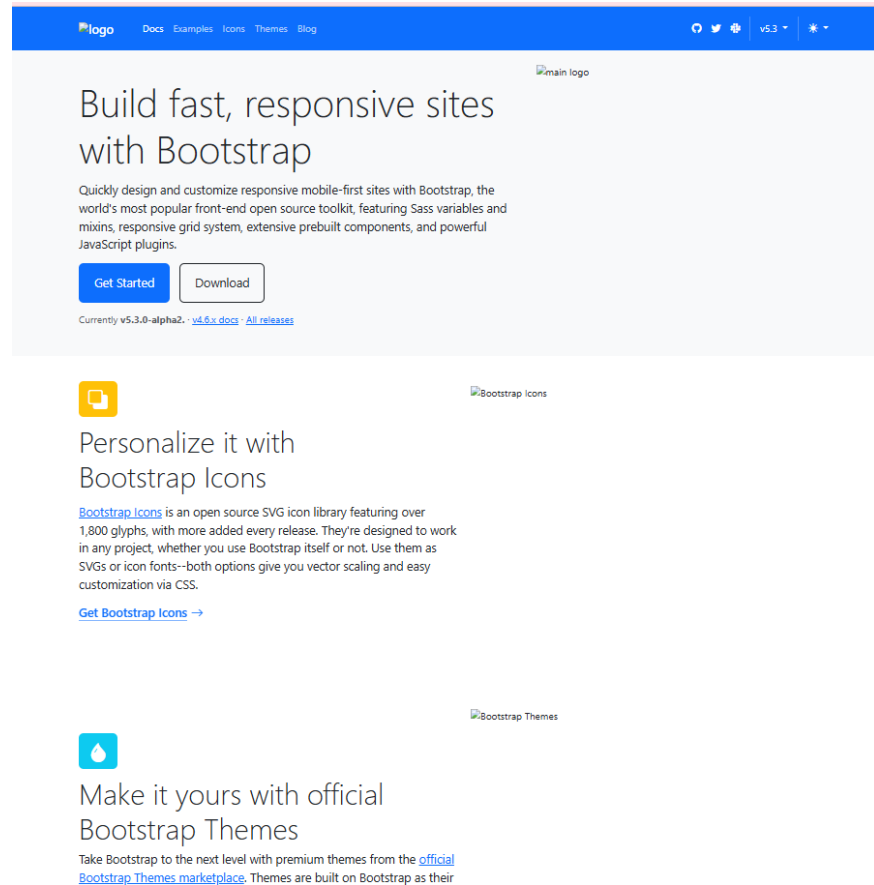 logo Docs Examples Icons Themes Blog v5.3
main logo
Build fast, responsive sites
with Bootstrap
Quickly design and customize responsive mobile-first sites with Bootstrap, the
world's most popular front-end open source toolkit, featuring Sass variables and
mixins, responsive grid system, extensive prebuilt components, and powerful
JavaScript plugins.
Get Started Download
Currently v5.3.0-alpha2. · v4.6.x docs · All releases
Bootstrap Icons
Personalize it with
Bootstrap Icons
Bootstrap Icons is an open source SVG icon library featuring over
1,800 glyphs, with more added every release. They're designed to work
in any project, whether you use Bootstrap itself or not. Use them as
SVGs or icon fonts--both options give you vector scaling and easy
customization via CSS.
Get Bootstrap Icons →
Bootstrap Themes
Make it yours with official
Bootstrap Themes
Take Bootstrap to the next level with premium themes from the official
Bootstrap Themes marketplace. Themes are built on Bootstrap as their